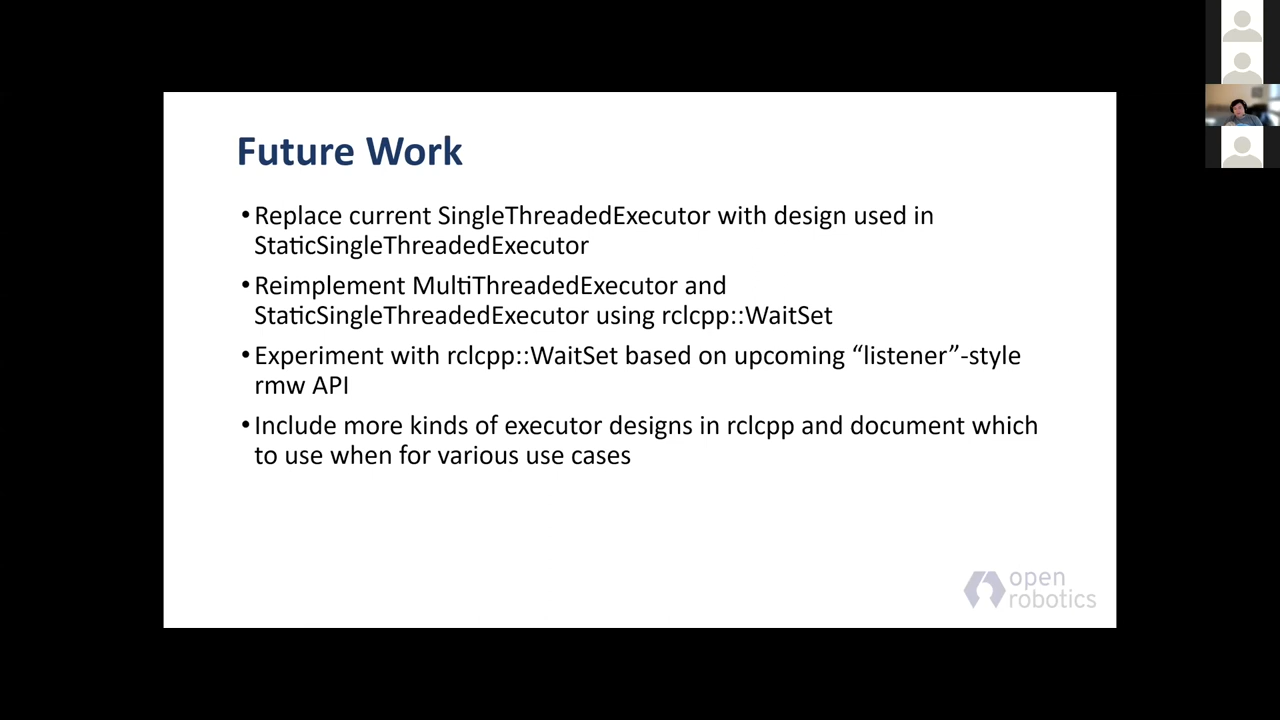 Future Work
• Replace current SingleThreadedExecutor with design used in
StaticSingleThreadedExecutor
• Reimplement MultiThreadedExecutor and
StaticSingleThreadedExecutor using rclcpp::WaitSet
• Experiment with rclcpp::WaitSet based on upcoming “listener”-style
rmw API
• Include more kinds of executor designs in rclcpp and document which
to use when for various use cases
open
robotics